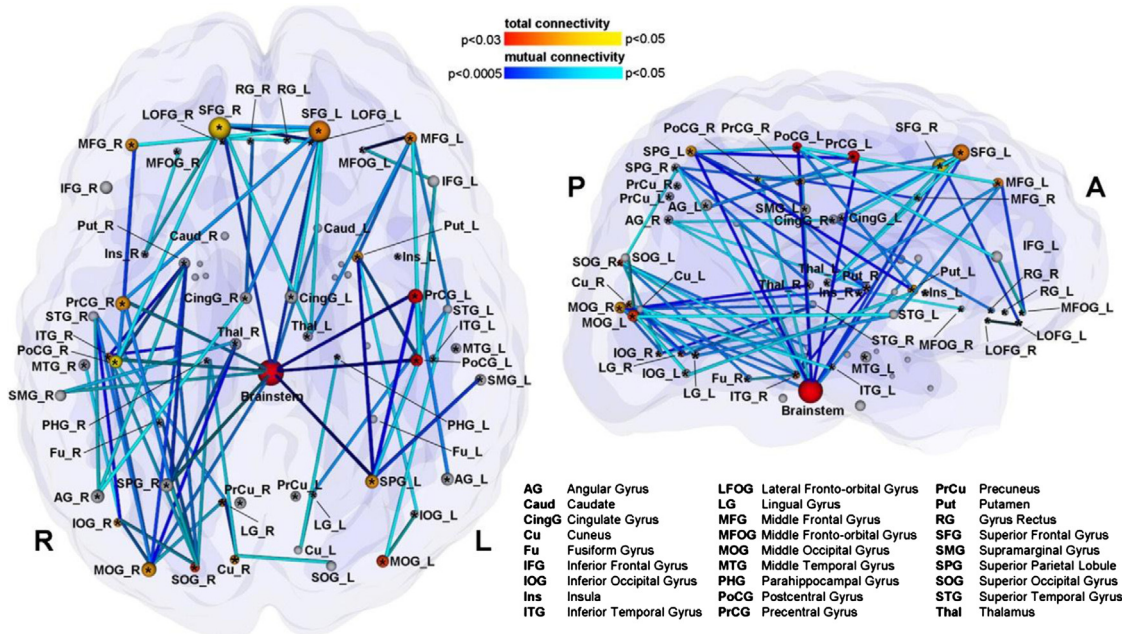 total connectivity
p<0.03 p<0.05
mutual connectivity
p<0.0005 p<0.05
RG_R RG_L
LOFG_R SFG_R SFG_L LOFG_L
MFG_R MFG_L
MFOG_R MFOG_L
IFG_R IFG_L
Put_R Caud_R Caud_L Put_L
Ins_R Ins_L
PrCG_R CingG_R CingG_L PrCG_L
STG_R STG_L
ITG_R Thal_R Thal_L ITG_L
PoCG_R MTG_L
MTG_R PoCG_L
SMG_R Brainstem SMG_L
PHG_R PHG_L
Fu_R Fu_L
SPG_R SPG_L AG_L
AG_R PrCu_R PrCu_L
IOG_R LG_R LG_L IOG_L
R L
MOG_R SOG_R Cu_R Cu_L SOG_L MOG_L
P A
PoCG_R PrCG_R PoCG_L PrCG_L SFG_R SFG_L
SPG_L
SPG_R
PrCu_R MFG_L
PrCu_L MFG_R
AG_L SMG_L
AG_R CingG_R CingG_L
IFG_L
SOG_R SOG_L
Cu_R Cu_L Thal_L Put_R Put_L RG_R
Thal_R Ins_R Ins_L RG_L
MOG_R MFOG_L
MOG_L STG_L
LOFG_L
STG_R MFOG_R LOFG_R
IOG_R
LG_R IOG_L MTG_L
LG_L Fu_R ITG_R ITG_L
Brainstem
AG Angular Gyrus LFOG Lateral Fronto-orbital Gyrus PrCu Precuneus
Caud Caudate LG Lingual Gyrus Put Putamen
CingG Cingulate Gyrus MFG Middle Frontal Gyrus RG Gyrus Rectus
Cu Cuneus MFOG Middle Fronto-orbital Gyrus SFG Superior Frontal Gyrus
Fu Fusiform Gyrus MOG Middle Occipital Gyrus SMG Supramarginal Gyrus
IFG Inferior Frontal Gyrus MTG Middle Temporal Gyrus SPG Superior Parietal Lobule
IOG Inferior Occipital Gyrus PHG Parahippocampal Gyrus SOG Superior Occipital Gyrus
Ins Insula PoCG Postcentral Gyrus STG Superior Temporal Gyrus
ITG Inferior Temporal Gyrus PrCG Precentral Gyrus Thal Thalamus